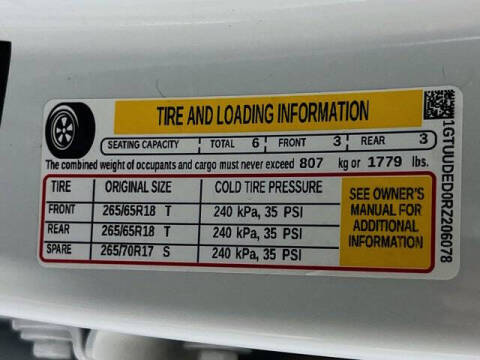 TIRE AND LOADING INFORMATION
SEATING CAPACITY TOTAL 6 FRONT 3 REAR 3
The combined weight of occupants and cargo must never exceed 807 kg or 1779 lbs.
TIRE ORIGINAL SIZE COLD TIRE PRESSURE
FRONT 265/65R18 T 240 kPa, 35 PSI
REAR 265/65R18 T 240 kPa, 35 PSI
SPARE 265/70R17 S 240 kPa, 35 PSI
SEE OWNER'S
MANUAL FOR
ADDITIONAL
INFORMATION
1GTUUDED0RZ206078